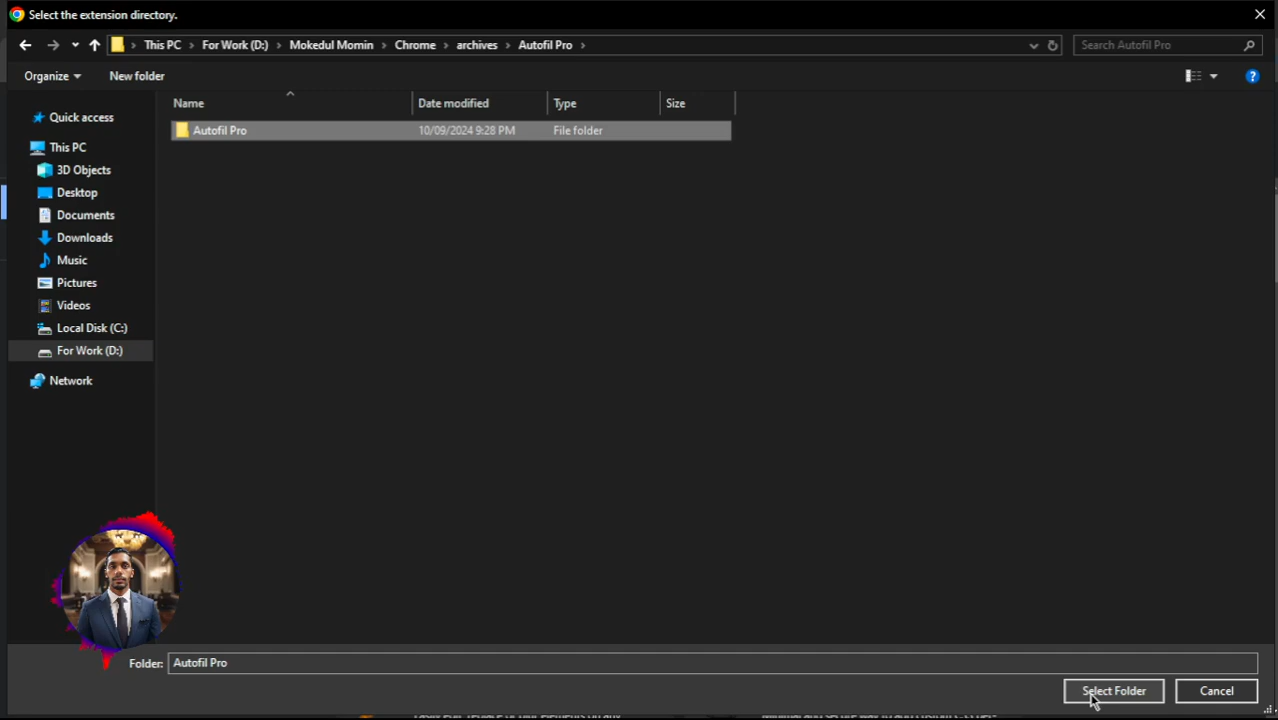 Select the extension directory.
This PC > For Work (D:) > Mokedul Momin > Chrome > archives > Autofil Pro >
Search Autofil Pro
Organize
New folder
Name
Date modified
Type
Size
Autofil Pro
10/09/2024 9:28 PM
File folder
Quick access
This PC
3D Objects
Desktop
Documents
Downloads
Music
Pictures
Videos
Local Disk (C:)
For Work (D:)
Network
Folder: Autofil Pro
Select Folder
Cancel